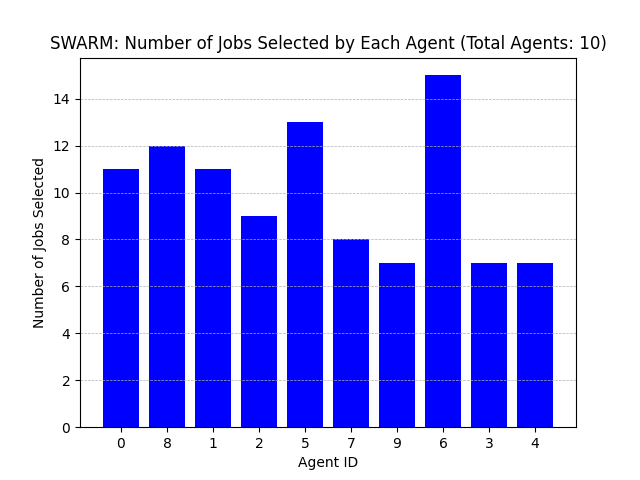 SWARM: Number of Jobs Selected by Each Agent (Total Agents: 10)
14
12
10
8
6
4
2
0
Number of Jobs Selected
0 8 1 2 5 7 9 6 3 4
Agent ID